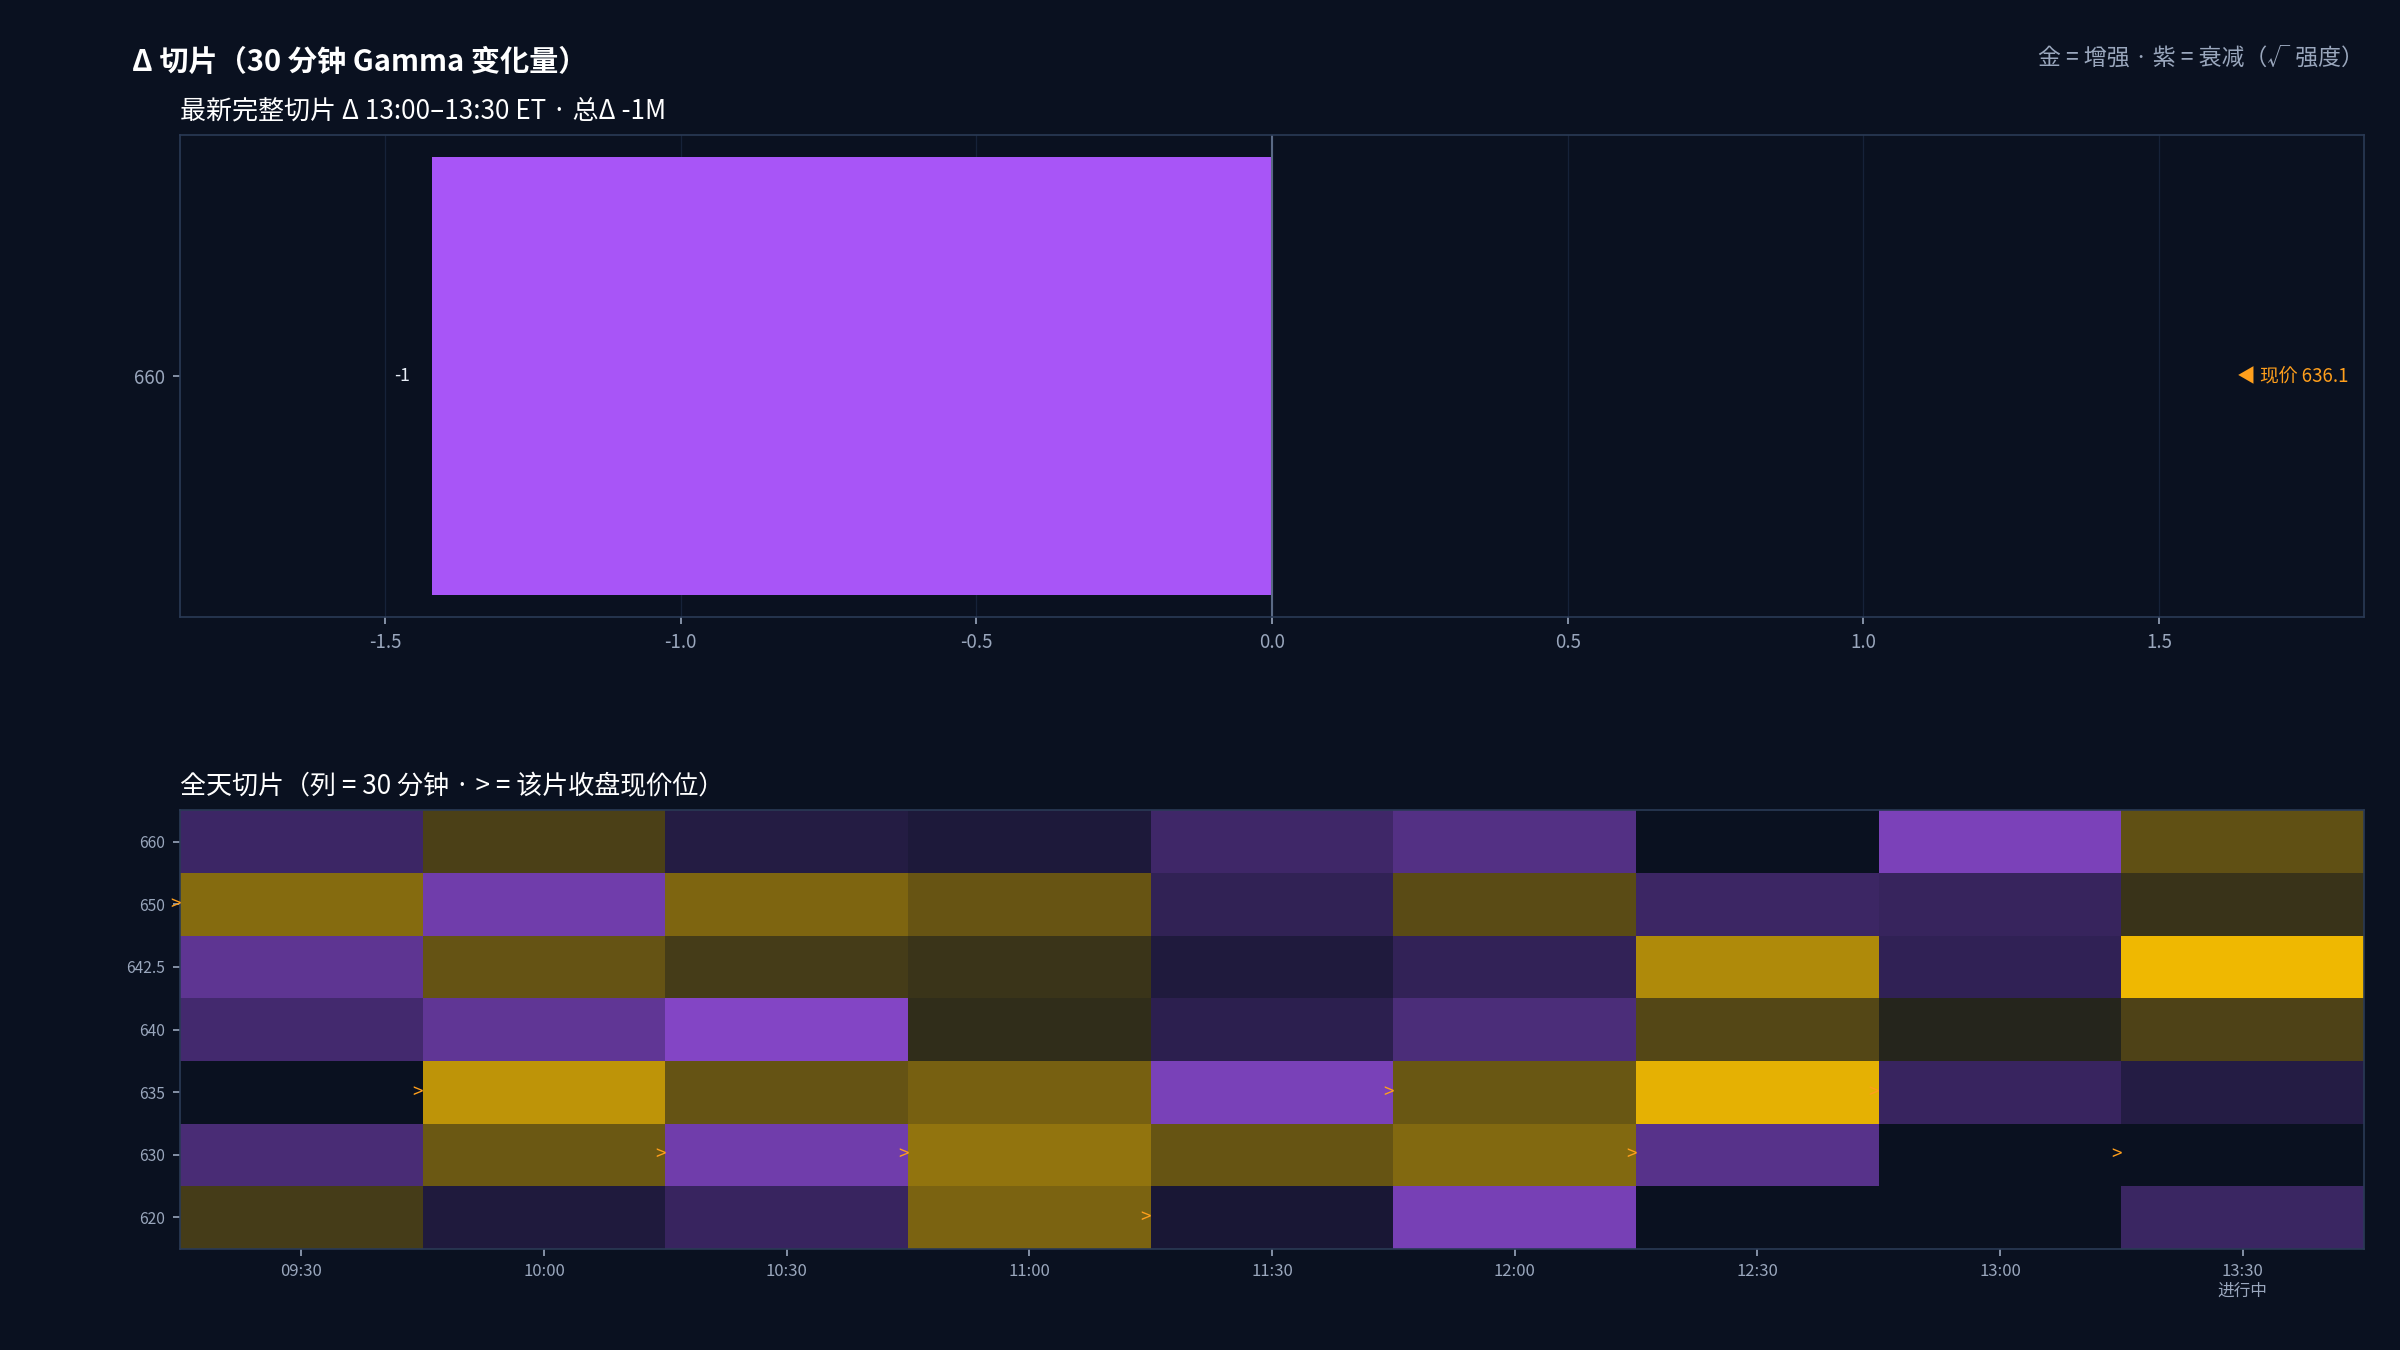 Δ 切片（30 分钟 Gamma 变化量）
金 = 增强 · 紫 = 衰减（√ 强度）
最新完整切片 Δ 13:00–13:30 ET · 总Δ -1M
660
-1
◀ 现价 636.1
-1.5 -1.0 -0.5 0.0 0.5 1.0 1.5
全天切片（列 = 30 分钟 · > = 该片收盘现价位）
660
650 >
642.5
640
635 > >
630 > > > >
620 >
09:30 10:00 10:30 11:00 11:30 12:00 12:30 13:00 13:30
进行中